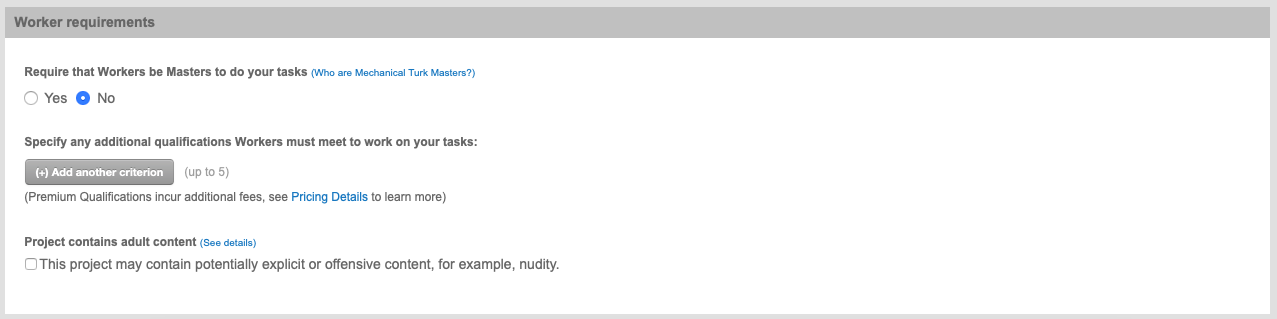 Worker requirements
Require that Workers be Masters to do your tasks (Who are Mechanical Turk Masters?)
Yes No
Specify any additional qualifications Workers must meet to work on your tasks:
(+) Add another criterion (up to 5)
(Premium Qualifications incur additional fees, see Pricing Details to learn more)
Project contains adult content (See details)
This project may contain potentially explicit or offensive content, for example, nudity.